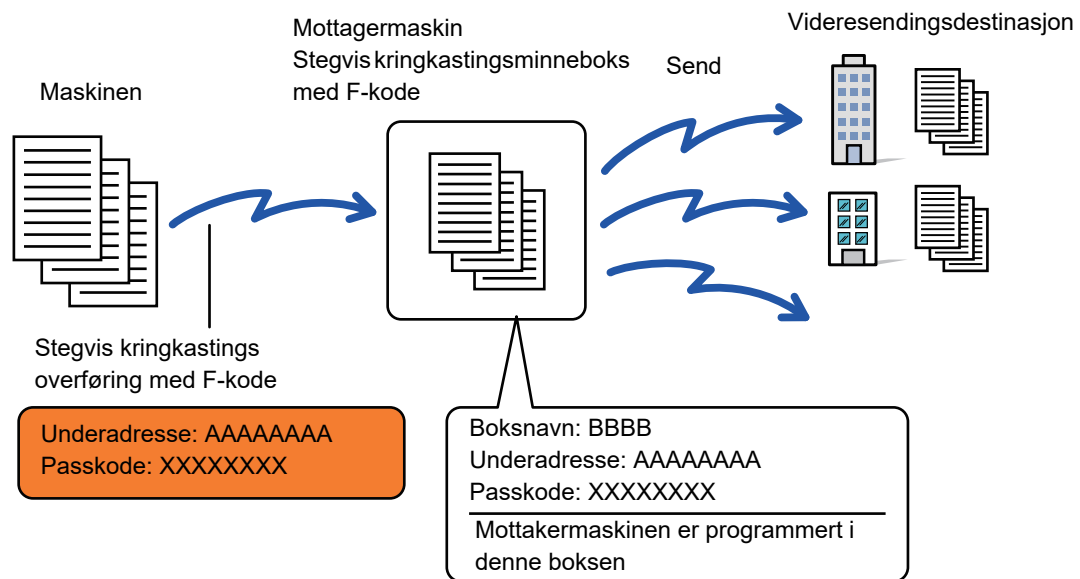 Maskinen
Mottagermaskin
Stegvis kringkastingsminneboks
med F-kode
Send
Videresendingsdestinasjon
Stegvis kringkastings
overføring med F-kode
Underadresse: AAAAAAAA
Passkode: XXXXXXXX
Boksnavn: BBBB
Underadresse: AAAAAAAA
Passkode: XXXXXXXX
Mottakermaskinen er programmert i
denne boksen